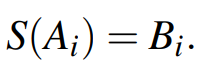 S(A_i) = B_i.